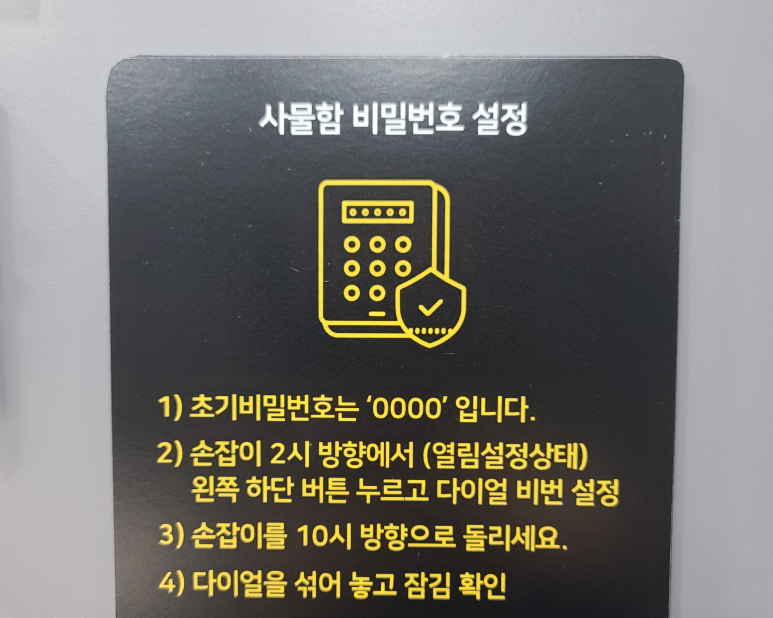 사물함 비밀번호 설정
1) 초기비밀번호는 ‘0000’ 입니다.
2) 손잡이 2시 방향에서 (열림설정상태)
왼쪽 하단 버튼 누르고 다이얼 비번 설정
3) 손잡이를 10시 방향으로 돌리세요.
4) 다이얼을 섞어 놓고 잠김 확인